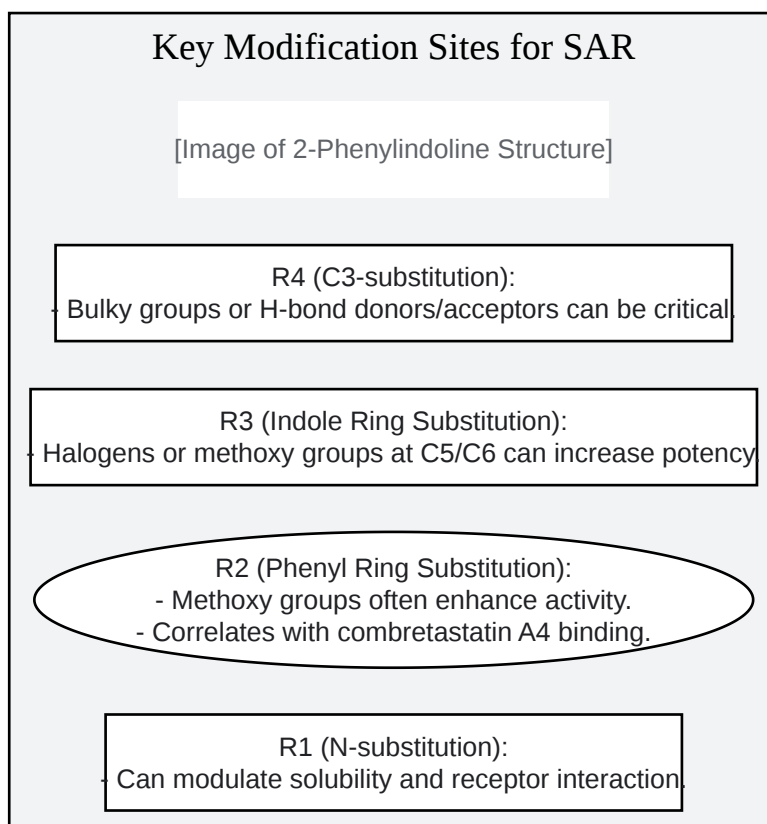 Key Modification Sites for SAR
[Image of 2-Phenylindoline Structure]
R4 (C3-substitution):
- Bulky groups or H-bond donors/acceptors can be critical.
R3 (Indole Ring Substitution):
- Halogens or methoxy groups at C5/C6 can increase potency.
R2 (Phenyl Ring Substitution):
- Methoxy groups often enhance activity.
- Correlates with combretastatin A4 binding.
R1 (N-substitution):
- Can modulate solubility and receptor interaction.